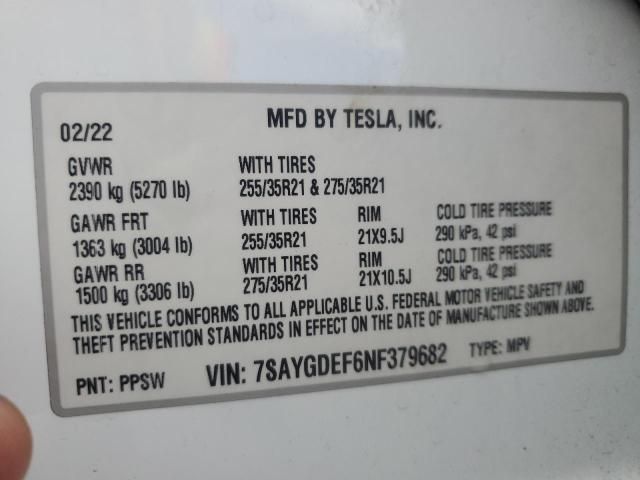 02/22 MFD BY TESLA, INC.
GVWR WITH TIRES
2390 kg (5270 lb) 255/35R21 & 275/35R21
GAWR FRT WITH TIRES RIM COLD TIRE PRESSURE
1363 kg (3004 lb) 255/35R21 21X9.5J 290 kPa, 42 psi
GAWR RR WITH TIRES RIM COLD TIRE PRESSURE
1500 kg (3306 lb) 275/35R21 21X10.5J 290 kPa, 42 psi
THIS VEHICLE CONFORMS TO ALL APPLICABLE U.S. FEDERAL MOTOR VEHICLE SAFETY AND
THEFT PREVENTION STANDARDS IN EFFECT ON THE DATE OF MANUFACTURE SHOWN ABOVE.
PNT: PPSW VIN: 7SAYGDEF6NF379682 TYPE: MPV